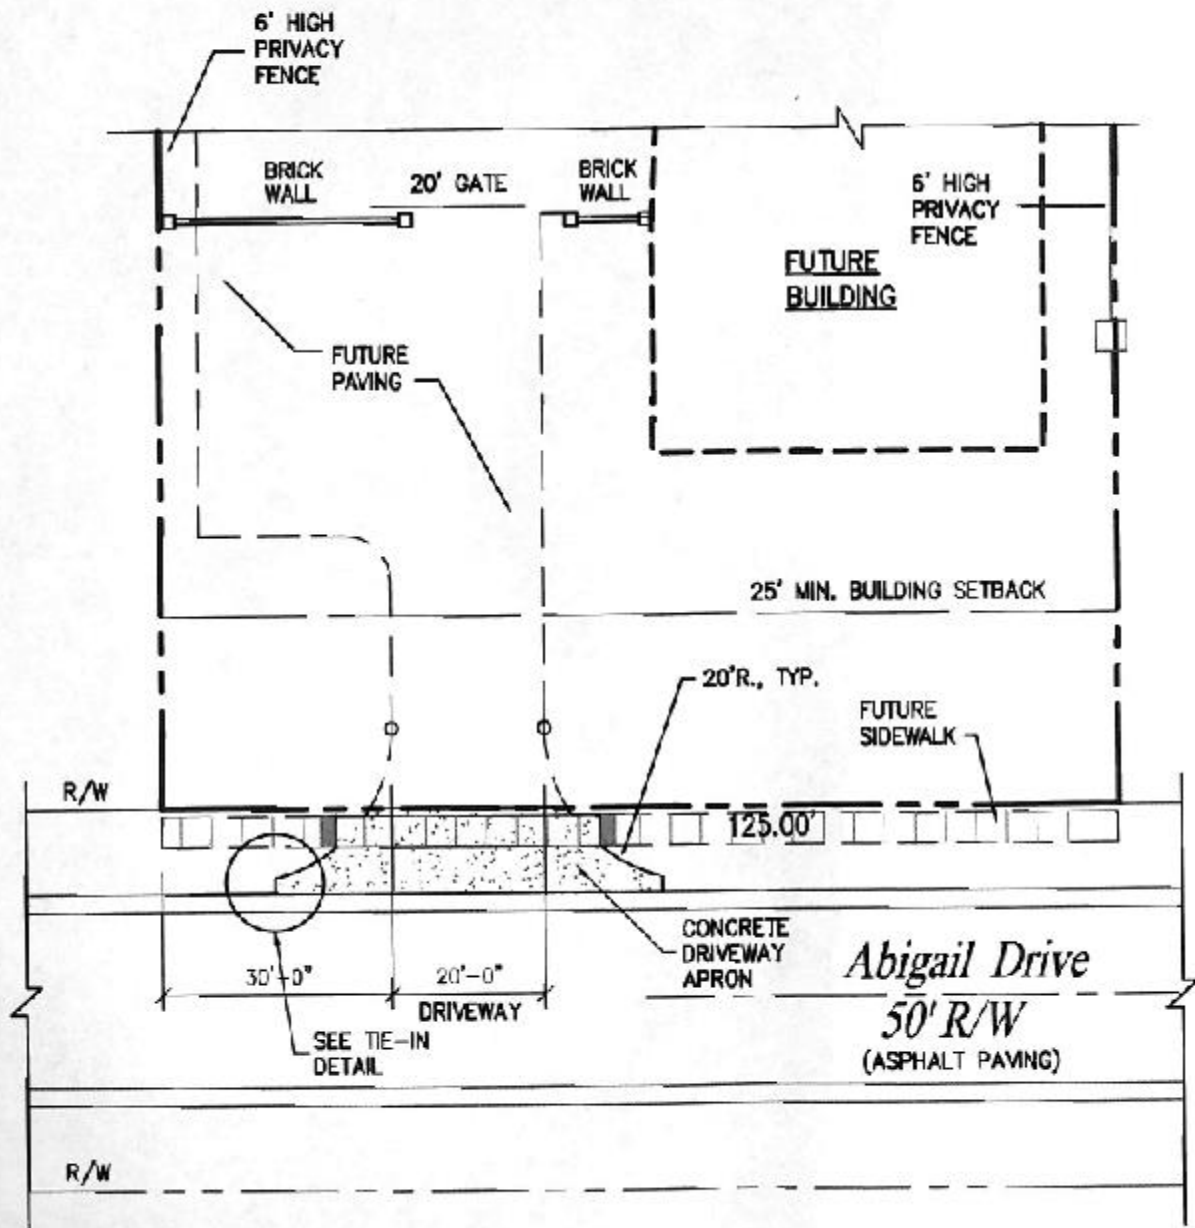 6' HIGH
PRIVACY
FENCE
BRICK
WALL
20' GATE
BRICK
WALL
6' HIGH
PRIVACY
FENCE
FUTURE
BUILDING
FUTURE
PAVING
25' MIN. BUILDING SETBACK
20'R., TYP.
FUTURE
SIDEWALK
R/W
125.00'
CONCRETE
DRIVEWAY
APRON
30'-0"
20'-0"
DRIVEWAY
SEE TIE-IN
DETAIL
Abigail Drive
50' R/W
(ASPHALT PAVING)
R/W